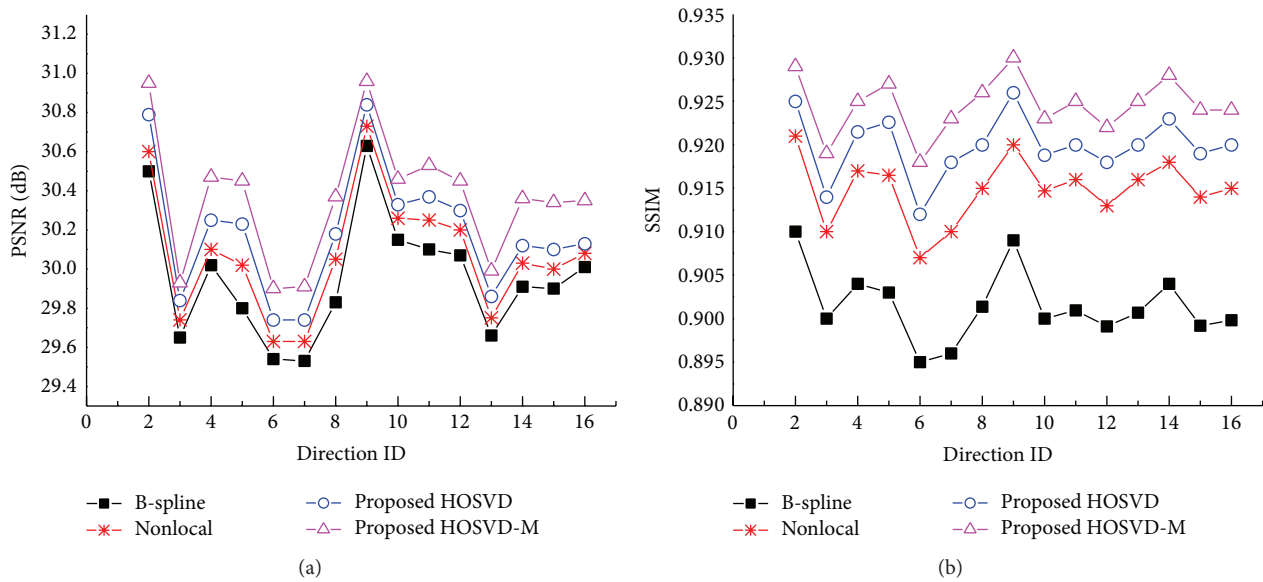 31.2
31.0
30.8
30.6
30.4
30.2
30.0
29.8
29.6
29.4
PSNR (dB)
0 2 4 6 8 10 12 14 16
Direction ID
B-spline
Nonlocal
Proposed HOSVD
Proposed HOSVD-M
(a)
0.935
0.930
0.925
0.920
0.915
0.910
0.905
0.900
0.895
0.890
SSIM
0 2 4 6 8 10 12 14 16
Direction ID
B-spline
Nonlocal
Proposed HOSVD
Proposed HOSVD-M
(b)